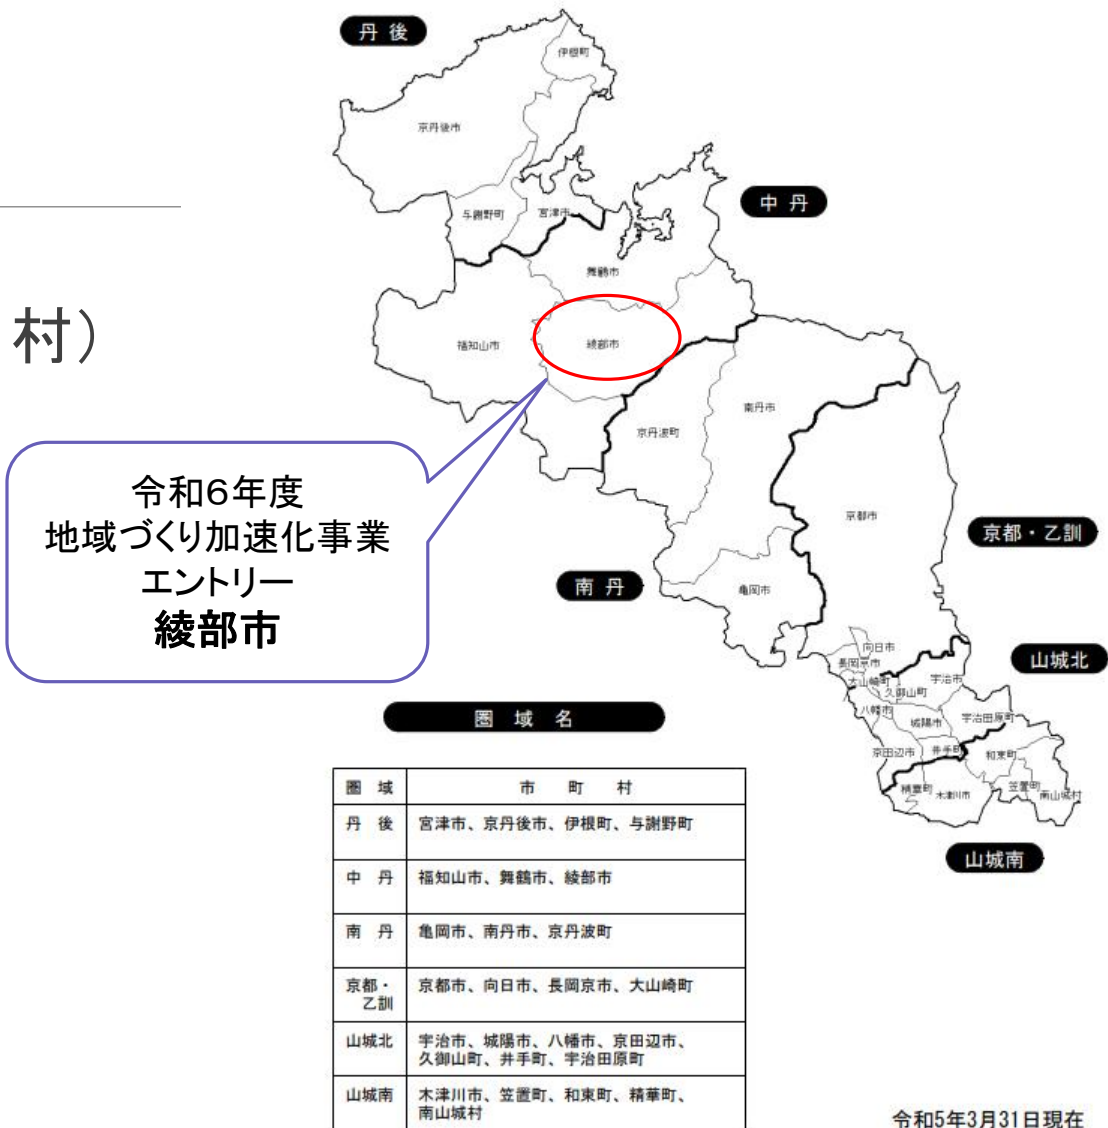 丹 後
伊根町
京丹後市
与謝野町
宮津市
中 丹
舞鶴市
村）
福知山市
綾部市
南丹市
京丹波町
令和６年度
地域づくり加速化事業
エントリー
綾部市
京都市
京都・乙訓
南 丹
亀岡市
向日市
長岡京市
山城北
大山崎町
宇治市
久御山町
八幡市
城陽市
宇治田原町
京田辺市
井手町
和束町
精華町
木津川市
笠置町
南山城村
山城南
圏 域 名
圏 域 市 町 村
丹 後 宮津市、京丹後市、伊根町、与謝野町
中 丹 福知山市、舞鶴市、綾部市
南 丹 亀岡市、南丹市、京丹波町
京都・
乙訓 京都市、向日市、長岡京市、大山崎町
山城北 宇治市、城陽市、八幡市、京田辺市、
久御山町、井手町、宇治田原町
山城南 木津川市、笠置町、和東町、精華町、
南山城村
令和5年3月31日現在